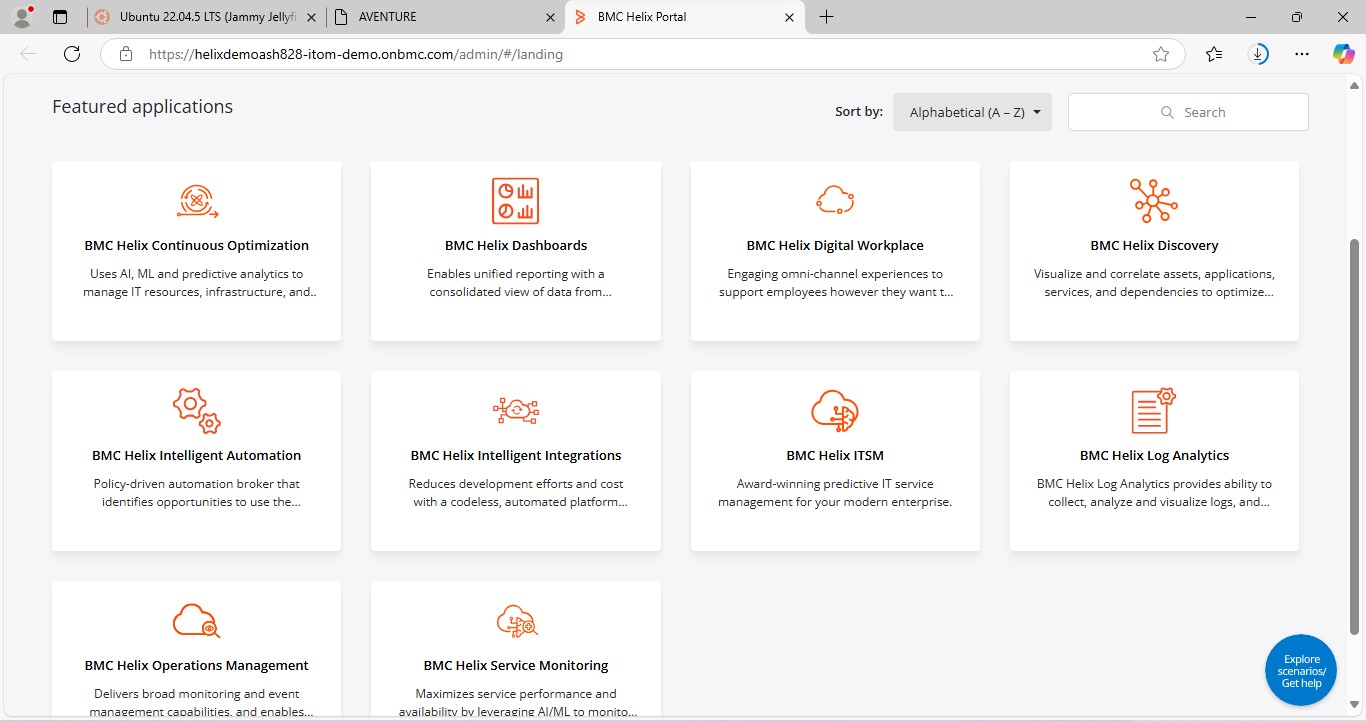 Ubuntu 22.04.5 LTS (Jammy Jellyfi
AVENTURE
BMC Helix Portal
https://helixdemoash828-itom-demo.onbmc.com/admin/#/landing
Featured applications
Sort by:
Alphabetical (A – Z)
Search
BMC Helix Continuous Optimization
Uses AI, ML and predictive analytics to
manage IT resources, infrastructure, and..
BMC Helix Dashboards
Enables unified reporting with a
consolidated view of data from...
BMC Helix Digital Workplace
Engaging omni-channel experiences to
support employees however they want t...
BMC Helix Discovery
Visualize and correlate assets, applications,
services, and dependencies to optimize...
BMC Helix Intelligent Automation
Policy-driven automation broker that
identifies opportunities to use the...
BMC Helix Intelligent Integrations
Reduces development efforts and cost
with a codeless, automated platform...
BMC Helix ITSM
Award-winning predictive IT service
management for your modern enterprise.
BMC Helix Log Analytics
BMC Helix Log Analytics provides ability to
collect, analyze and visualize logs, and...
BMC Helix Operations Management
Delivers broad monitoring and event
management capabilities, and enables...
BMC Helix Service Monitoring
Maximizes service performance and
availability by leveraging AI/ML to monito...
Explore
scenarios/
Get help